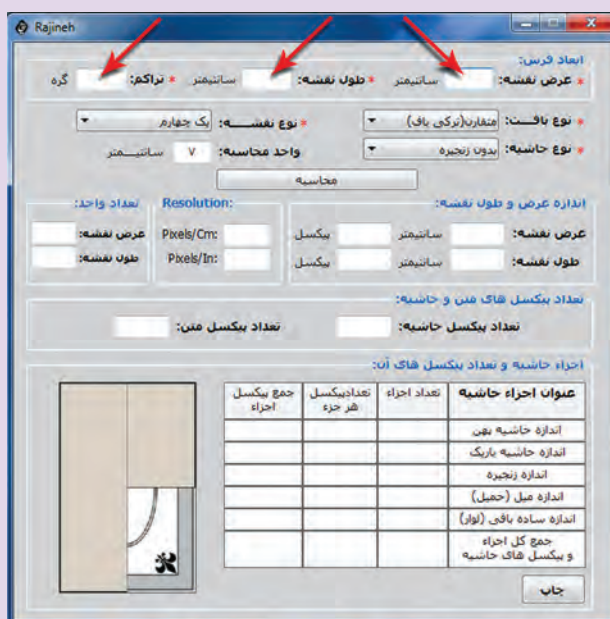 Rajineh
ابعاد فرش:
* عرض نقشه: سانتیمتر * طول نقشه: سانتیمتر * تراکم: گره
* نوع بافــت: متقارن(ترکی باف) * نوع نقشـــه: یک چهارم
* نوع حاشیه: بدون زنجیره واحد محاسبه: ۷ سانتیــمتر
محاسبه
اندازه عرض و طول نقشه: Resolution: تعداد واحد:
عرض نقشه: سانتیمتر پیکسل Pixels/Cm: عرض نقشه:
طول نقشه: سانتیمتر پیکسل Pixels/In: طول نقشه:
تعداد پیکسل های متن و حاشیه:
تعداد پیکسل حاشیه: تعداد پیکسل متن:
اجزاء حاشیه و تعداد پیکسل های آن:
عنوان اجزاء حاشیه تعداد اجزاء تعدادپیکسل هر جزء جمع پیکسل اجزاء
اندازه حاشیه پهن
اندازه حاشیه باریک
اندازه زنجیره
اندازه میل (حمیل)
اندازه ساده بافی (لوار)
جمع کل اجزاء
و پیکسل های حاشیه
چاپ